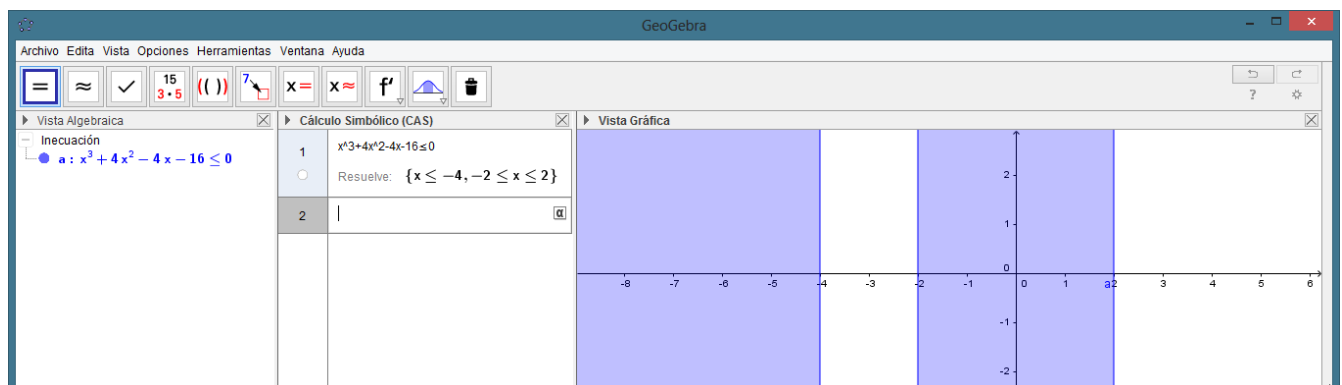 GeoGebra
Archivo Edita Vista Opciones Herramientas Ventana Ayuda
= ≈ ✓ 15 3•5 (( )) 7 x= x≈ f′
?
Vista Algebraica
Inecuación
a : x³ + 4 x² − 4 x − 16 ≤ 0
Cálculo Simbólico (CAS)
1 x^3+4x^2-4x-16≤0
Resuelve: {x ≤ −4, −2 ≤ x ≤ 2}
2 α
Vista Gráfica
2
1
0
-8 -7 -6 -5 -4 -3 -2 -1 0 1 a2 3 4 5 6
-1
-2